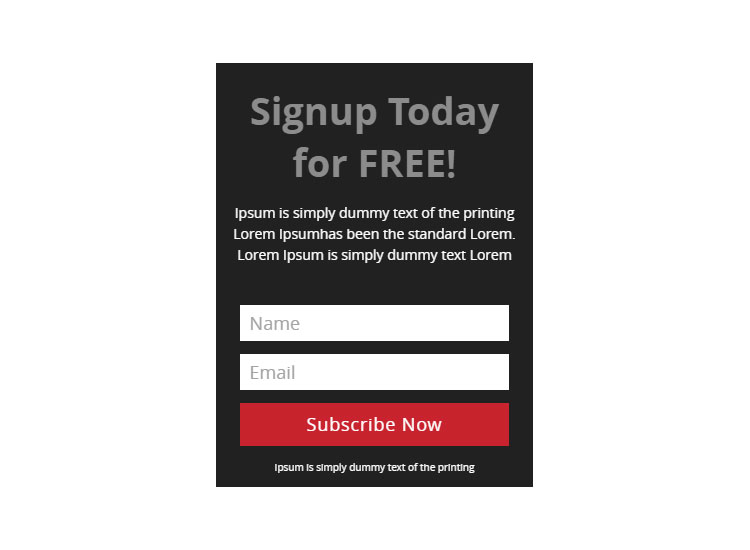 Signup Today
for FREE!
Ipsum is simply dummy text of the printing
Lorem Ipsumhas been the standard Lorem.
Lorem Ipsum is simply dummy text Lorem
Name
Email
Subscribe Now
Ipsum is simply dummy text of the printing